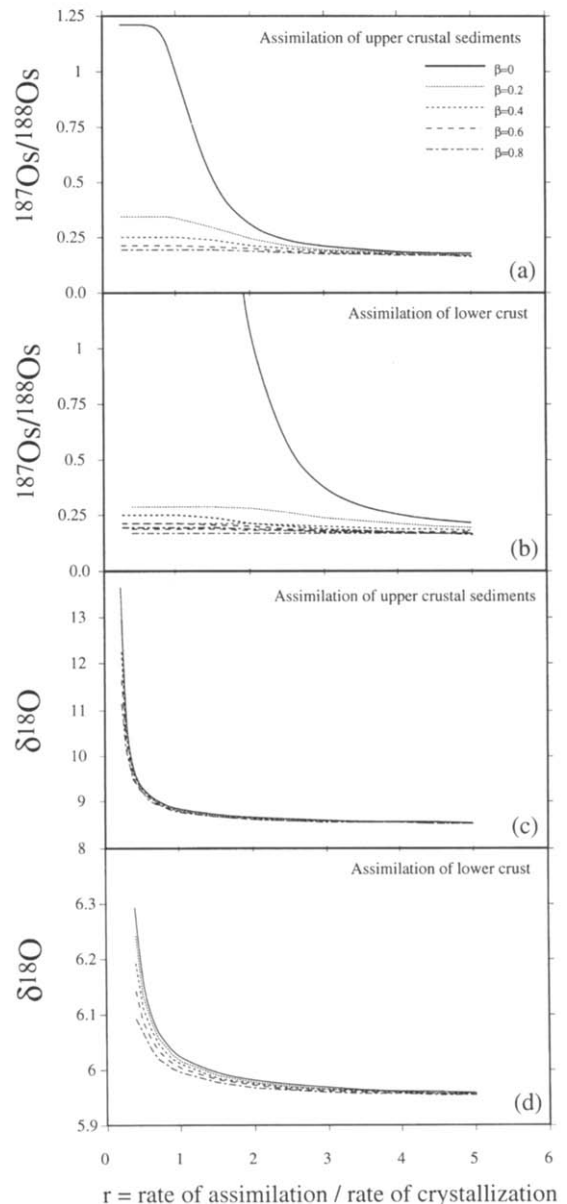 1.25
Assimilation of upper crustal sediments
β=0
β=0.2
β=0.4
β=0.6
β=0.8
1
0.75
0.5
0.25
0.0
187Os/188Os
(a)
Assimilation of lower crust
1
0.75
0.5
0.25
0.0
187Os/188Os
(b)
Assimilation of upper crustal sediments
13
12
11
10
9
8
δ18O
(c)
Assimilation of lower crust
6.3
6.2
6.1
6
5.9
δ18O
(d)
0 1 2 3 4 5 6
r = rate of assimilation / rate of crystallization